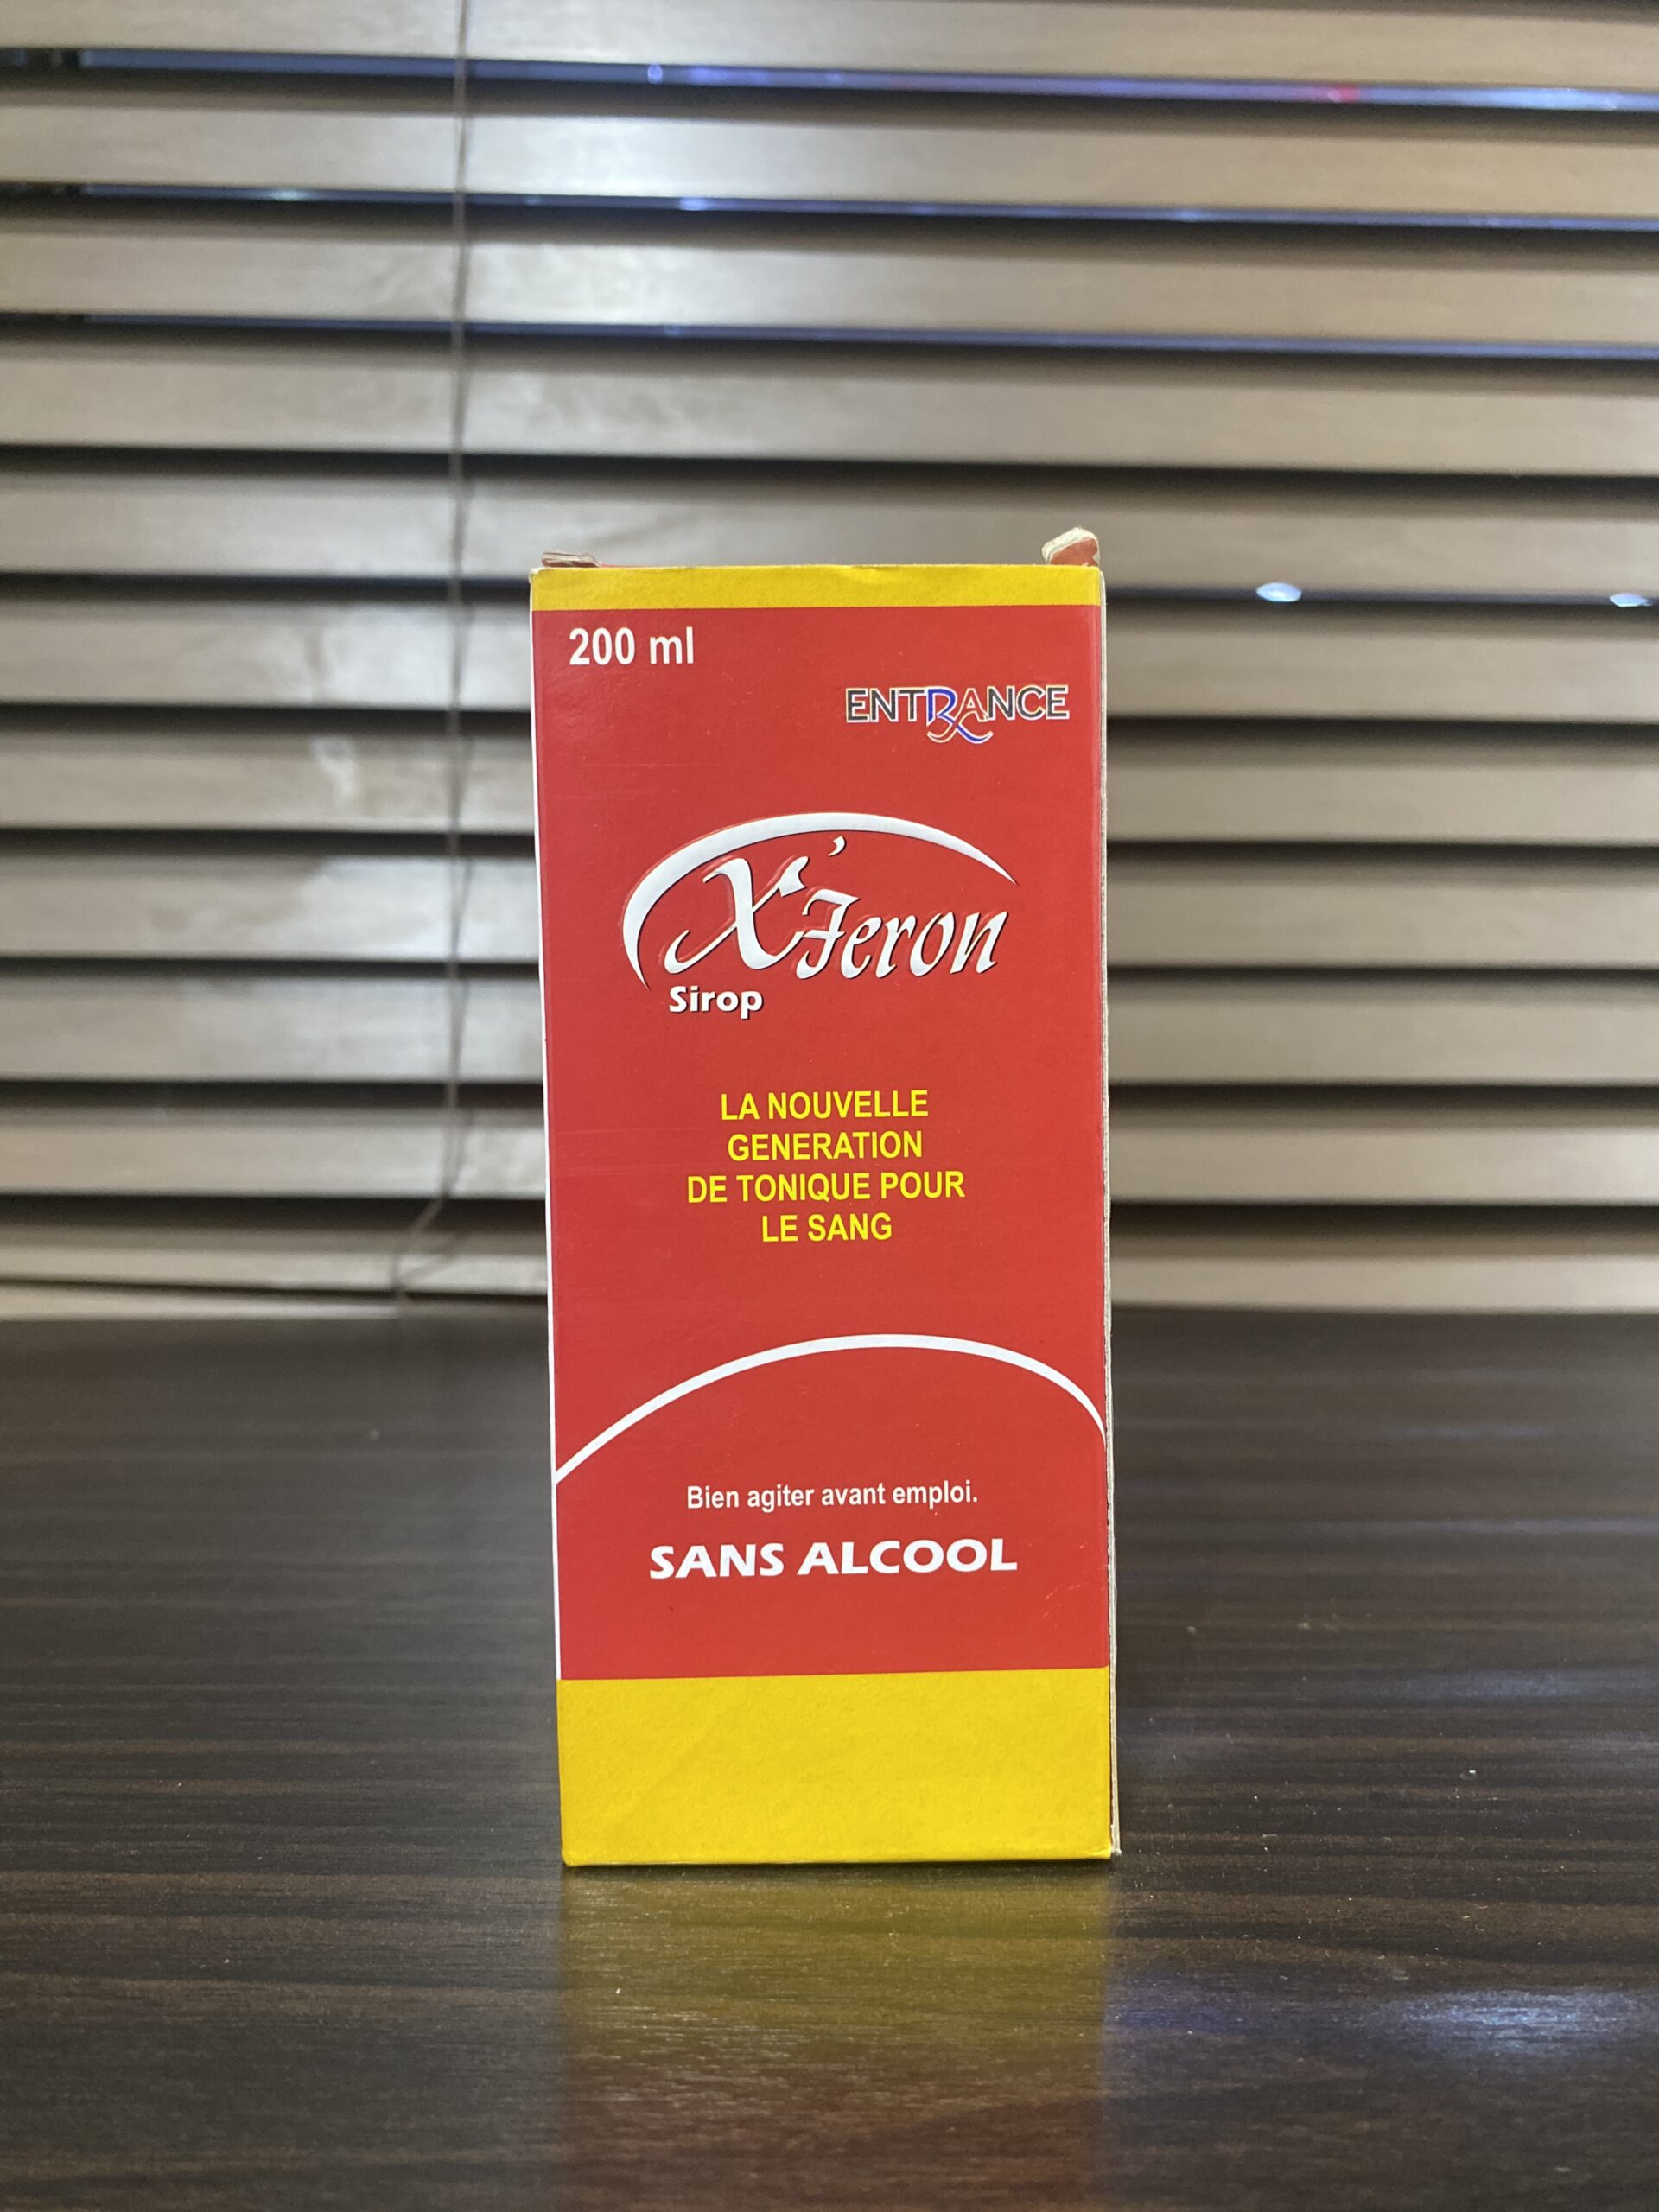 200 ml
ENTRANCE
X'Feron
Sirop
LA NOUVELLE
GENERATION
DE TONIQUE POUR
LE SANG
Bien agiter avant emploi.
SANS ALCOOL